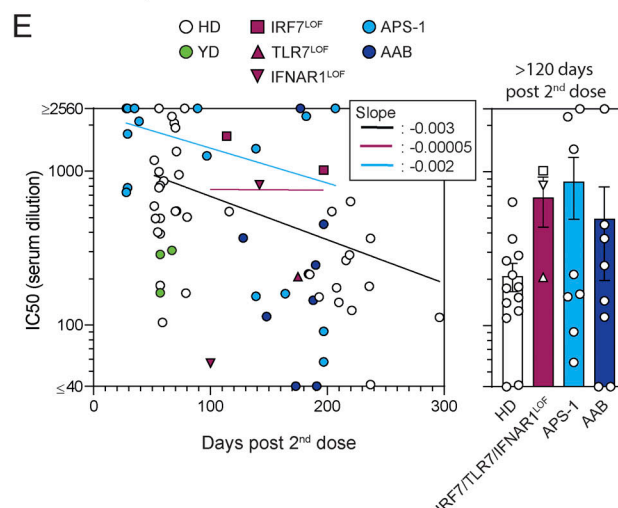 E
HD
IRF7LOF
APS-1
YD
TLR7LOF
AAB
IFNAR1LOF
>120 days
post 2nd dose
≥2560
1000
100
≤40
IC50 (serum dilution)
Slope
: -0.003
: -0.00005
: -0.002
0
100
200
300
Days post 2nd dose
HD
IRF7/TLR7/IFNAR1LOF
APS-1
AAB